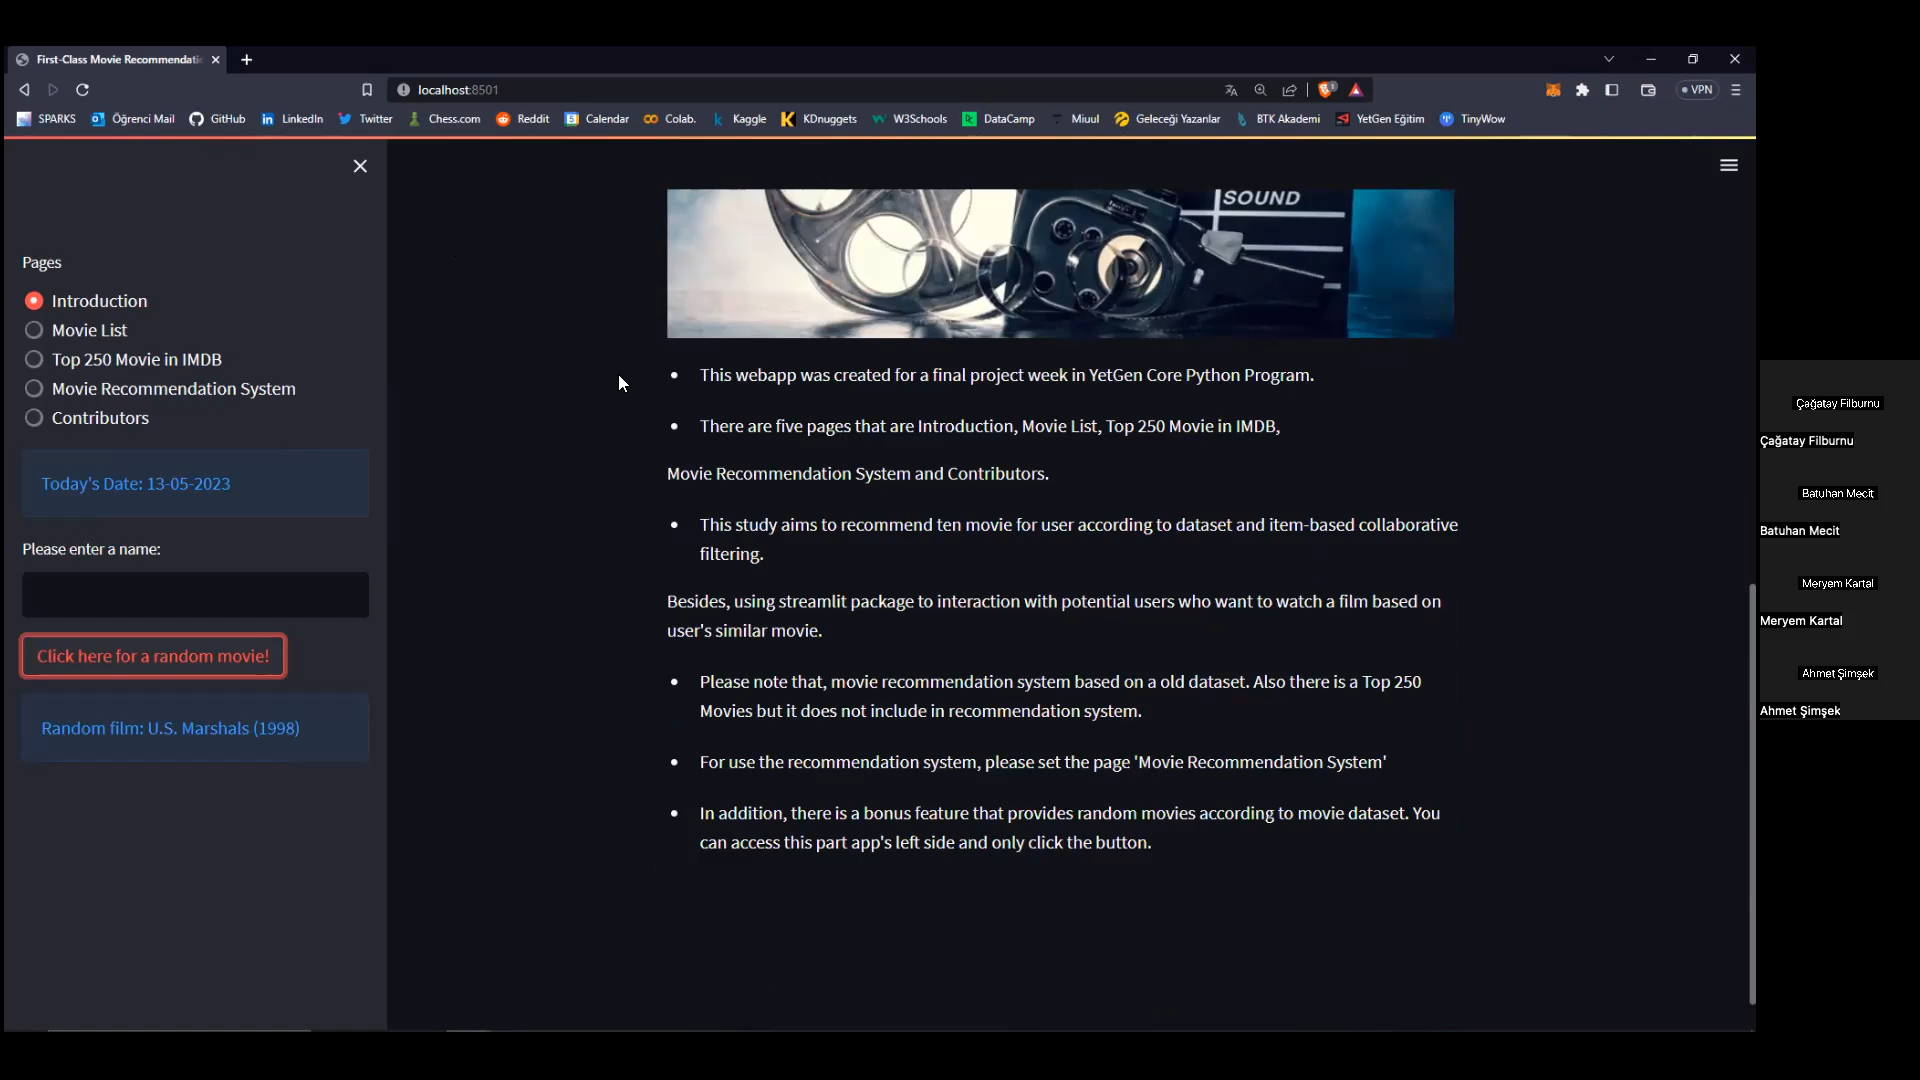 First-Class Movie Recommendati
localhost:8501
VPN
SPARKS Öğrenci Mail GitHub LinkedIn Twitter Chess.com Reddit Calendar Colab. Kaggle KDnuggets W3Schools DataCamp Miuul Geleceği Yazanlar BTK Akademi YetGen Eğitim TinyWow
Pages
Introduction
Movie List
Top 250 Movie in IMDB
Movie Recommendation System
Contributors
Today's Date: 13-05-2023
Please enter a name:
Click here for a random movie!
Random film: U.S. Marshals (1998)
SOUND
• This webapp was created for a final project week in YetGen Core Python Program.
• There are five pages that are Introduction, Movie List, Top 250 Movie in IMDB,
Movie Recommendation System and Contributors.
• This study aims to recommend ten movie for user according to dataset and item-based collaborative
filtering.
Besides, using streamlit package to interaction with potential users who want to watch a film based on
user's similar movie.
• Please note that, movie recommendation system based on a old dataset. Also there is a Top 250
Movies but it does not include in recommendation system.
• For use the recommendation system, please set the page 'Movie Recommendation System'
• In addition, there is a bonus feature that provides random movies according to movie dataset. You
can access this part app's left side and only click the button.
Çağatay Filburnu
Çağatay Filburnu
Batuhan Mecit
Batuhan Mecit
Meryem Kartal
Meryem Kartal
Ahmet Şimşek
Ahmet Şimşek